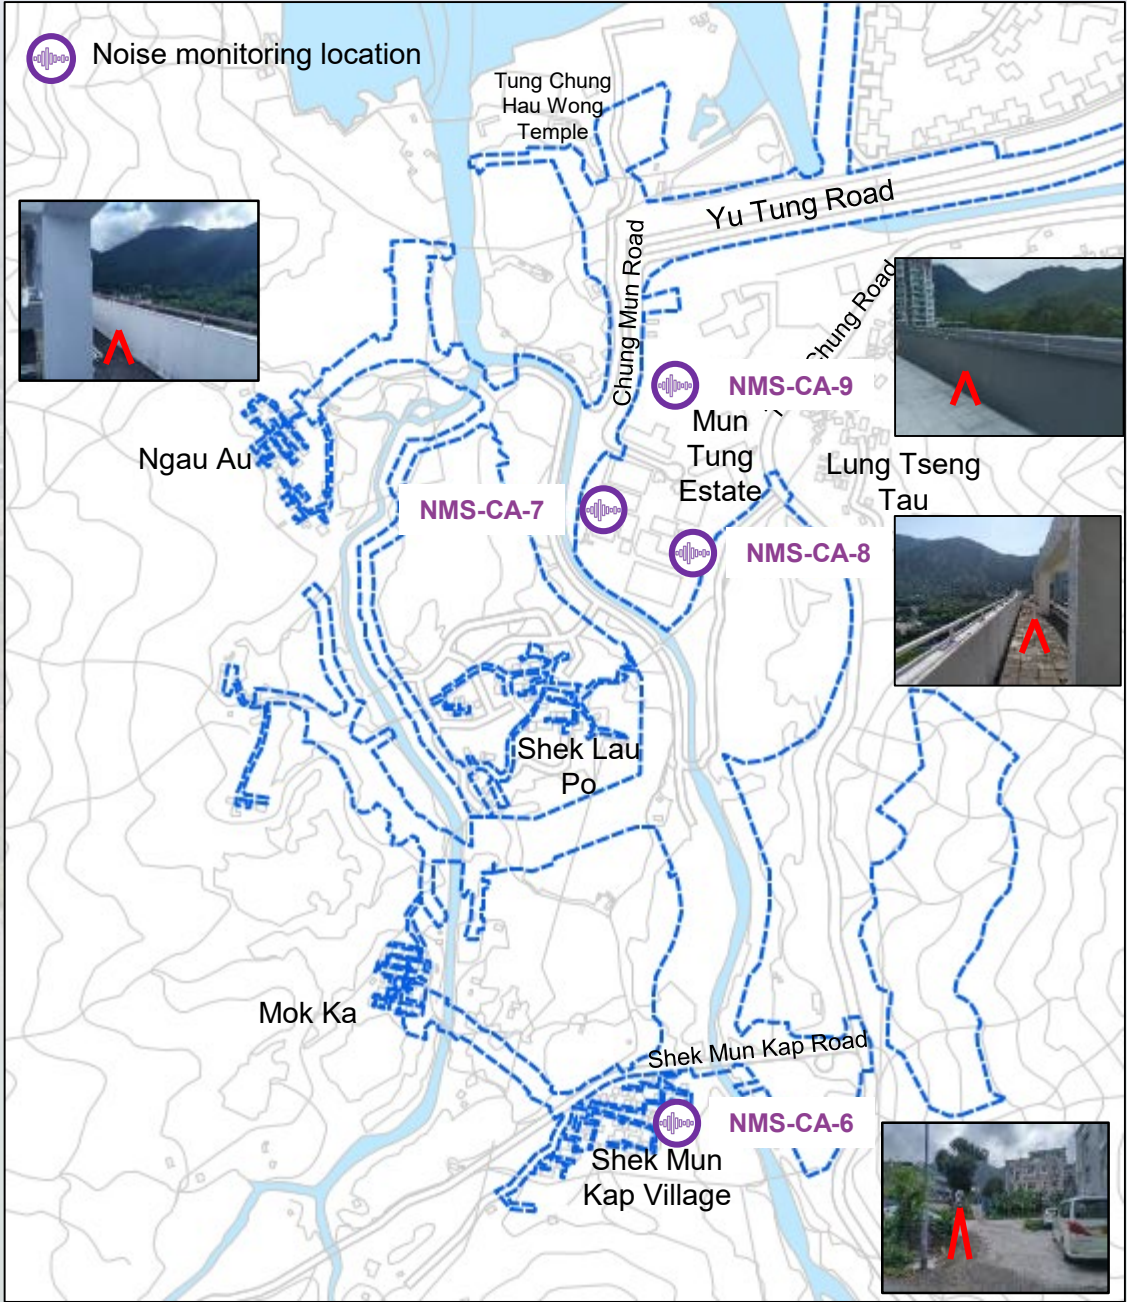 Noise monitoring location
Tung Chung
Hau Wong
Temple
Yu Tung Road
Chung Mun Road
Chung Road
NMS-CA-9
Mun
Tung
Estate
Ngau Au
Lung Tseng
Tau
NMS-CA-7
NMS-CA-8
Shek Lau
Po
Mok Ka
Shek Mun Kap Road
NMS-CA-6
Shek Mun
Kap Village